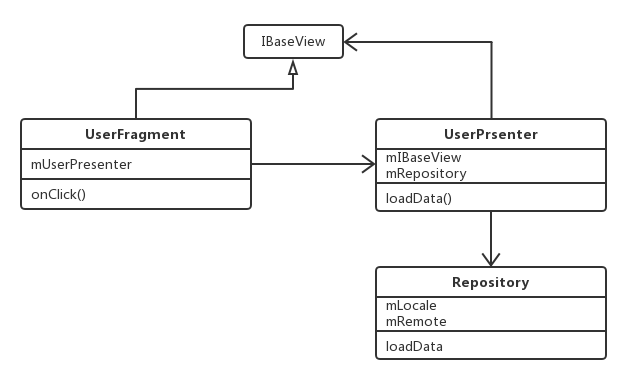 IBaseView
UserFragment
mUserPresenter
onClick()
UserPrsenter
mIBaseView
mRepository
loadData()
Repository
mLocale
mRemote
loadData